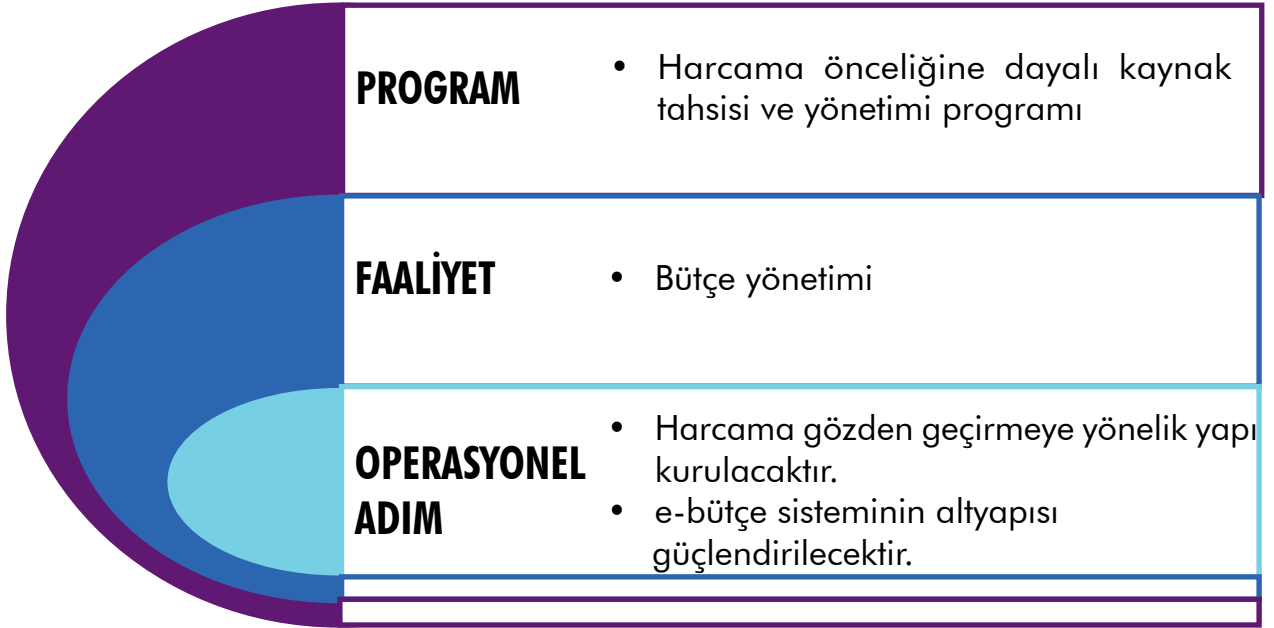 PROGRAM
• Harcama önceliğine dayalı kaynak
tahsisi ve yönetimi programı
FAALİYET
• Bütçe yönetimi
OPERASYONEL
ADIM
• Harcama gözden geçirmeye yönelik yapı
kurulacaktır.
• e-bütçe sisteminin altyapısı
güçlendirilecektir.